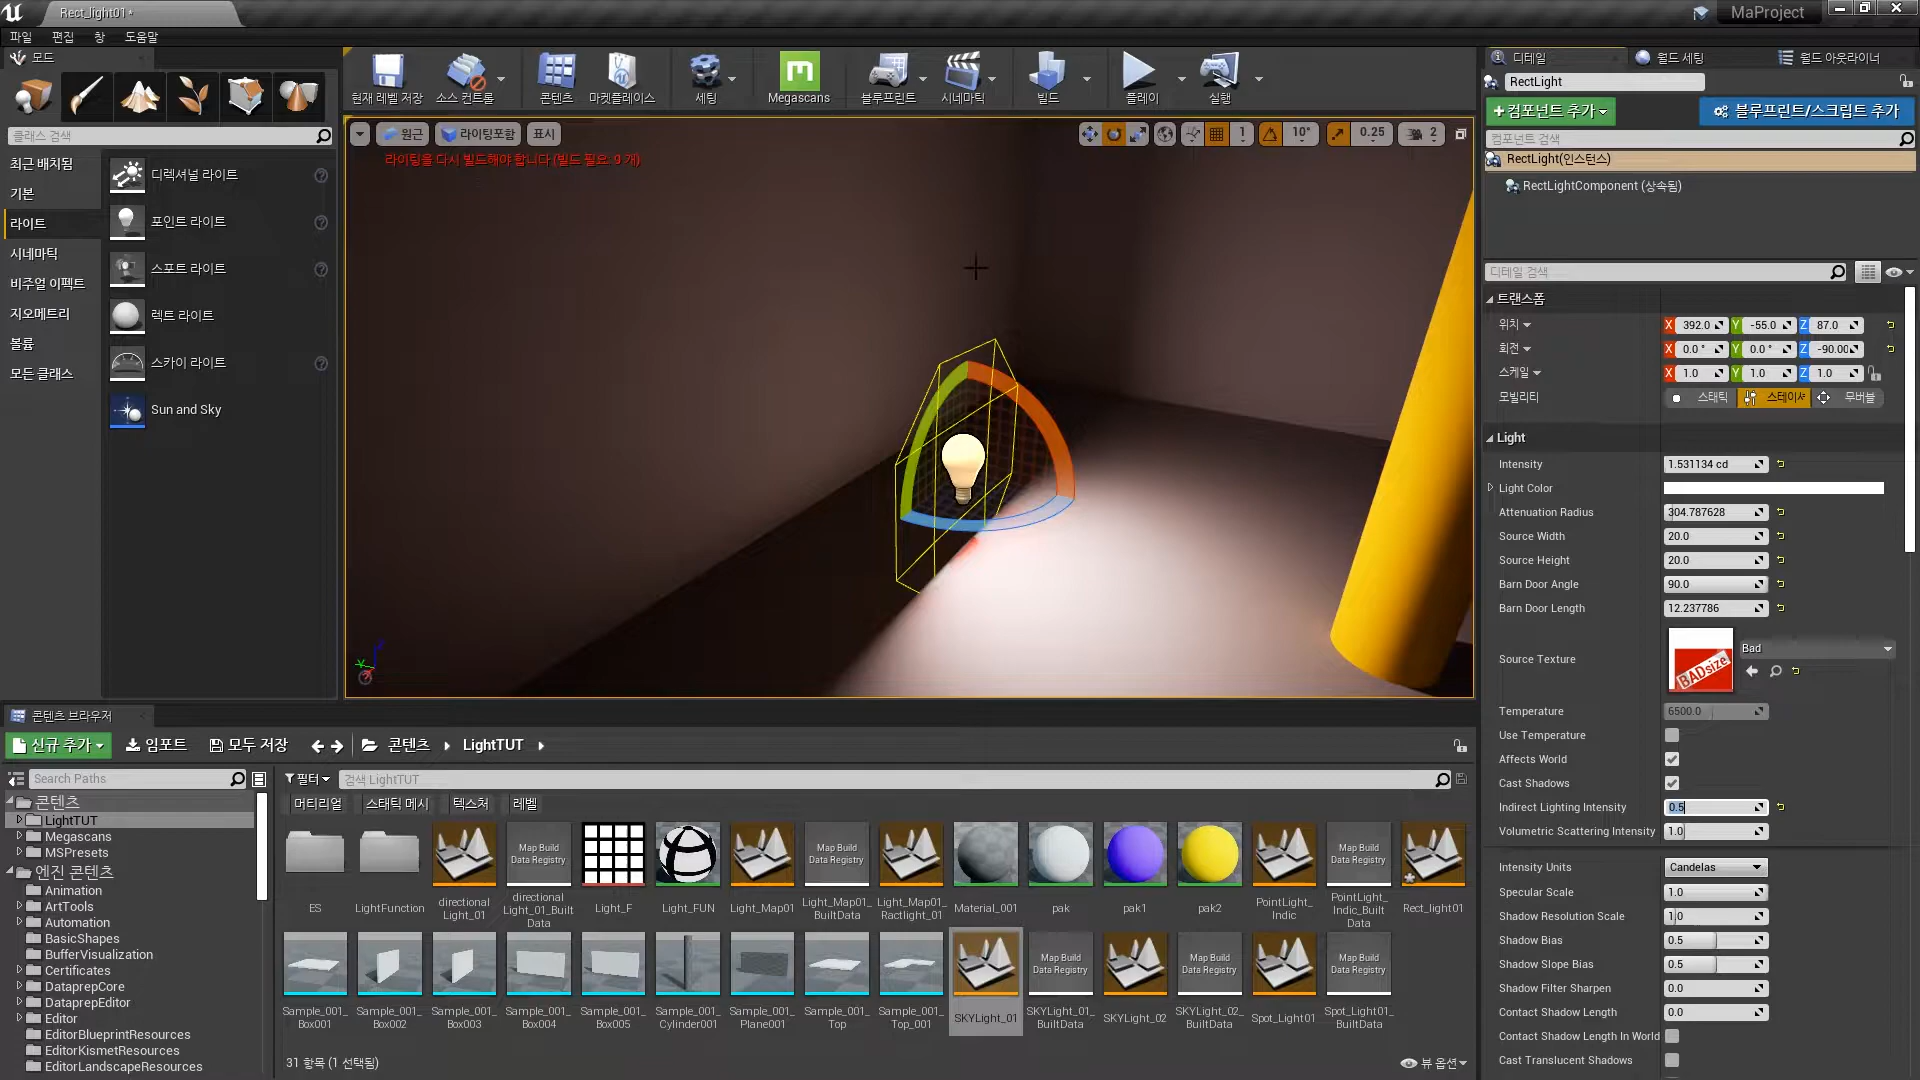 Rect_light01*
MaProject
파일 편집 창 도움말
모드
클래스 검색
최근 배치됨
기본
라이트
시네마틱
비주얼 이펙트
지오메트리
볼륨
모든 클래스
디렉셔널 라이트
포인트 라이트
스포트 라이트
렉트 라이트
스카이 라이트
Sun and Sky
현재 레벨 저장 소스 컨트롤 콘텐츠 마켓플레이스 세팅 Megascans 블루프린트 시네마틱 빌드 플레이 실행
원근 라이팅포함 표시 1 10° 0.25 2
라이팅을 다시 빌드해야 합니다 (빌드 필요: 9 개)
디테일 월드 세팅 월드 아웃라이너
RectLight
+컴포넌트 추가 블루프린트/스크립트 추가
컴포넌트 검색
RectLight(인스턴스)
RectLightComponent (상속됨)
디테일 검색
트랜스폼
위치 X 392.0 Y -55.0 Z 87.0
회전 X 0.0 ° Y 0.0 ° Z -90.00
스케일 X 1.0 Y 1.0 Z 1.0
모빌리티 스태틱 스테이셔 무버블
Light
Intensity 1.531134 cd
Light Color
Attenuation Radius 304.787628
Source Width 20.0
Source Height 20.0
Barn Door Angle 90.0
Barn Door Length 12.237786
Source Texture BADsize Bad
Temperature 6500.0
Use Temperature
Affects World
Cast Shadows
Indirect Lighting Intensity 0.5
Volumetric Scattering Intensity 1.0
Intensity Units Candelas
Specular Scale 1.0
Shadow Resolution Scale 1.0
Shadow Bias 0.5
Shadow Slope Bias 0.5
Shadow Filter Sharpen 0.0
Contact Shadow Length 0.0
Contact Shadow Length In World
Cast Translucent Shadows
콘텐츠 브라우저
신규 추가 임포트 모두 저장 콘텐츠 LightTUT
Search Paths
콘텐츠
LightTUT
Megascans
MSPresets
엔진 콘텐츠
Animation
ArtTools
Automation
BasicShapes
BufferVisualization
Certificates
DataprepCore
DataprepEditor
Editor
EditorBlueprintResources
EditorKismetResources
EditorLandscapeResources
필터 검색 LightTUT
머티리얼 스태틱 메시 텍스처 레벨
Map Build Data Registry
Map Build Data Registry
Map Build Data Registry
ES
LightFunction
directional Light_01
directional Light_01_Built Data
Light_F
Light_FUN
Light_Map01
Light_Map01_ BuiltData
Light_Map01_ Ractlight_01
Material_001
pak
pak1
pak2
PointLight_ Indic
PointLight_ Indic_Built Data
Rect_light01
Map Build Data Registry
Map Build Data Registry
Map Build Data Registry
Sample_001_ Box001
Sample_001_ Box002
Sample_001_ Box003
Sample_001_ Box004
Sample_001_ Box005
Sample_001_ Cylinder001
Sample_001_ Plane001
Sample_001_ Top
Sample_001_ Top_001
SKYLight_01
SKYLight_01_ BuiltData
SKYLight_02
SKYLight_02_ BuiltData
Spot_Light01
Spot_Light01_ BuiltData
31 항목 (1 선택됨)
뷰 옵션